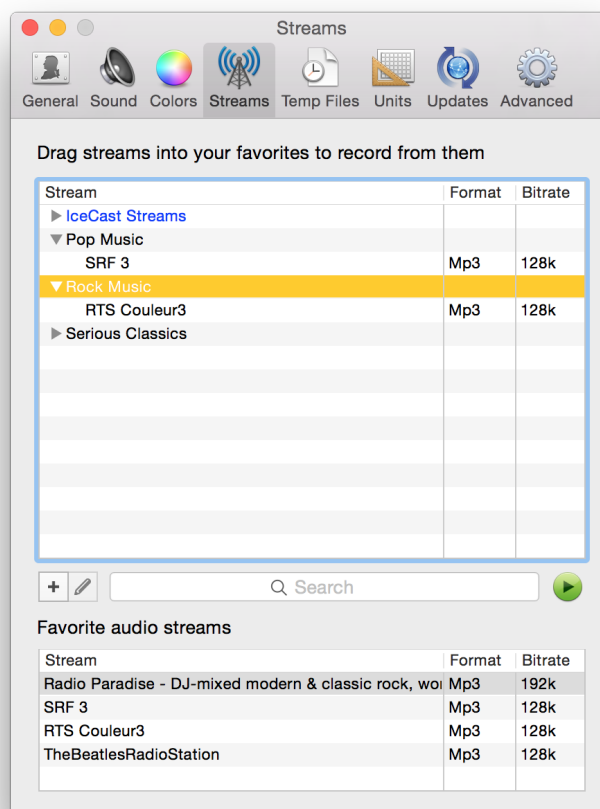 Streams
General Sound Colors Streams Temp Files Units Updates Advanced
Drag streams into your favorites to record from them
Stream Format Bitrate
IceCast Streams
Pop Music
SRF 3 Mp3 128k
Rock Music
RTS Couleur3 Mp3 128k
Serious Classics
Search
Favorite audio streams
Stream Format Bitrate
Radio Paradise - DJ-mixed modern & classic rock, wor Mp3 192k
SRF 3 Mp3 128k
RTS Couleur3 Mp3 128k
TheBeatlesRadioStation Mp3 128k